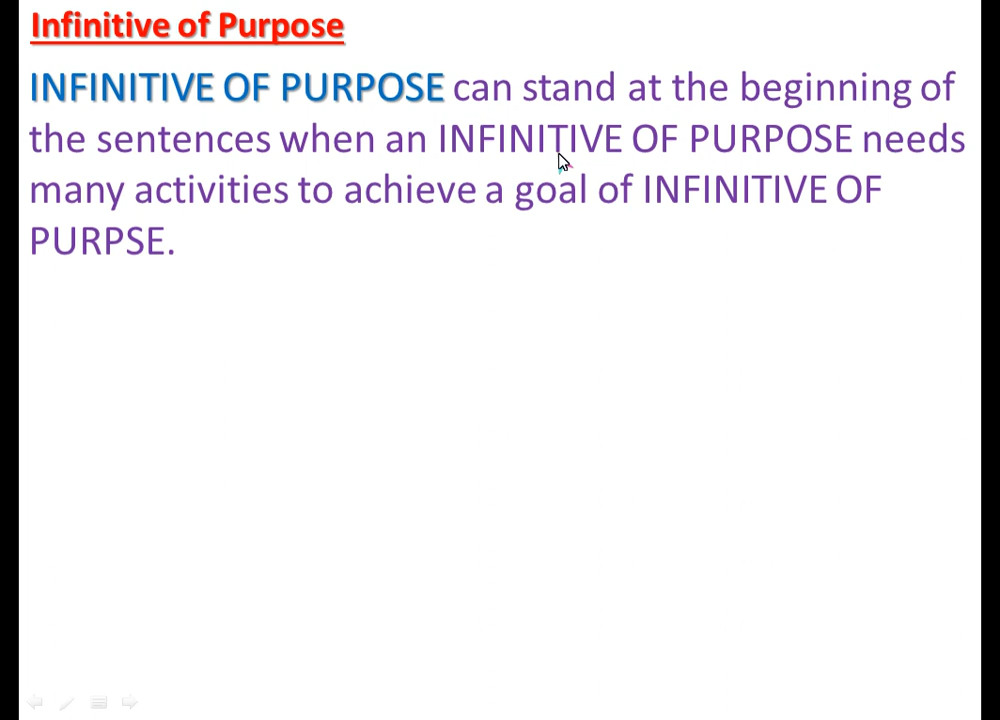 Infinitive of Purpose
INFINITIVE OF PURPOSE can stand at the beginning of
the sentences when an INFINITIVE OF PURPOSE needs
many activities to achieve a goal of INFINITIVE OF
PURPSE.